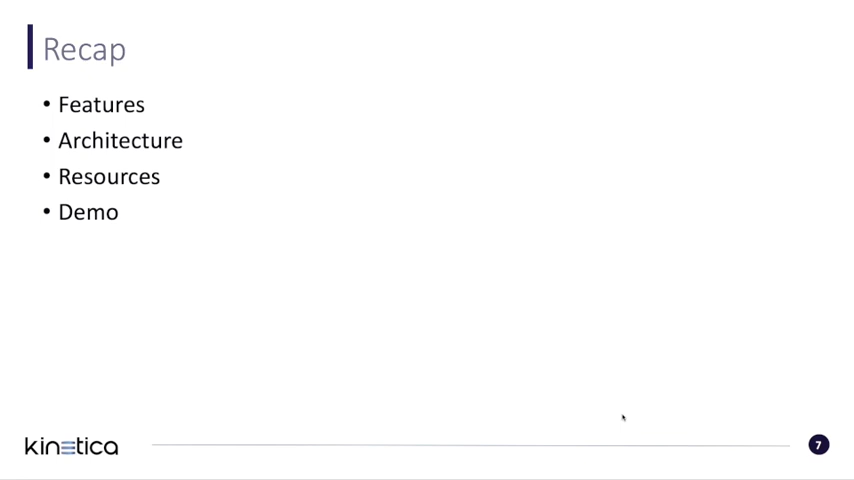 Recap
• Features
• Architecture
• Resources
• Demo
kinetica
7